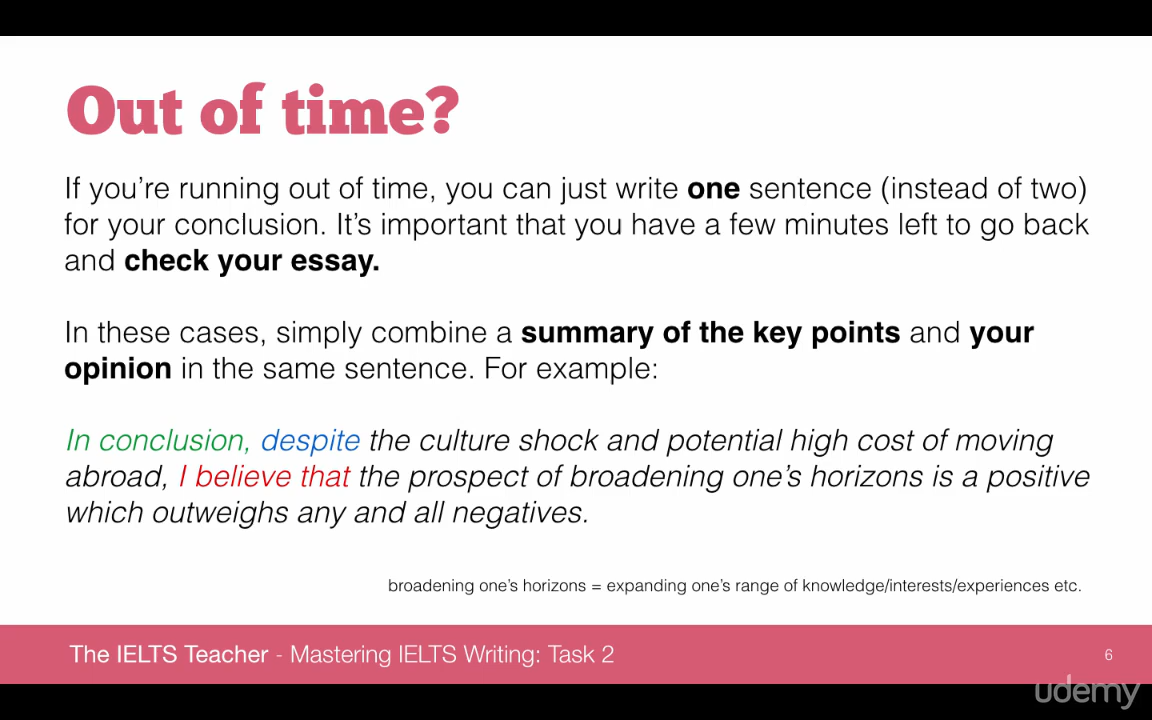 Out of time?
If you’re running out of time, you can just write one sentence (instead of two)
for your conclusion. It’s important that you have a few minutes left to go back
and check your essay.
In these cases, simply combine a summary of the key points and your
opinion in the same sentence. For example:
In conclusion, despite the culture shock and potential high cost of moving
abroad, I believe that the prospect of broadening one’s horizons is a positive
which outweighs any and all negatives.
broadening one’s horizons = expanding one’s range of knowledge/interests/experiences etc.
The IELTS Teacher - Mastering IELTS Writing: Task 2
6
udemy